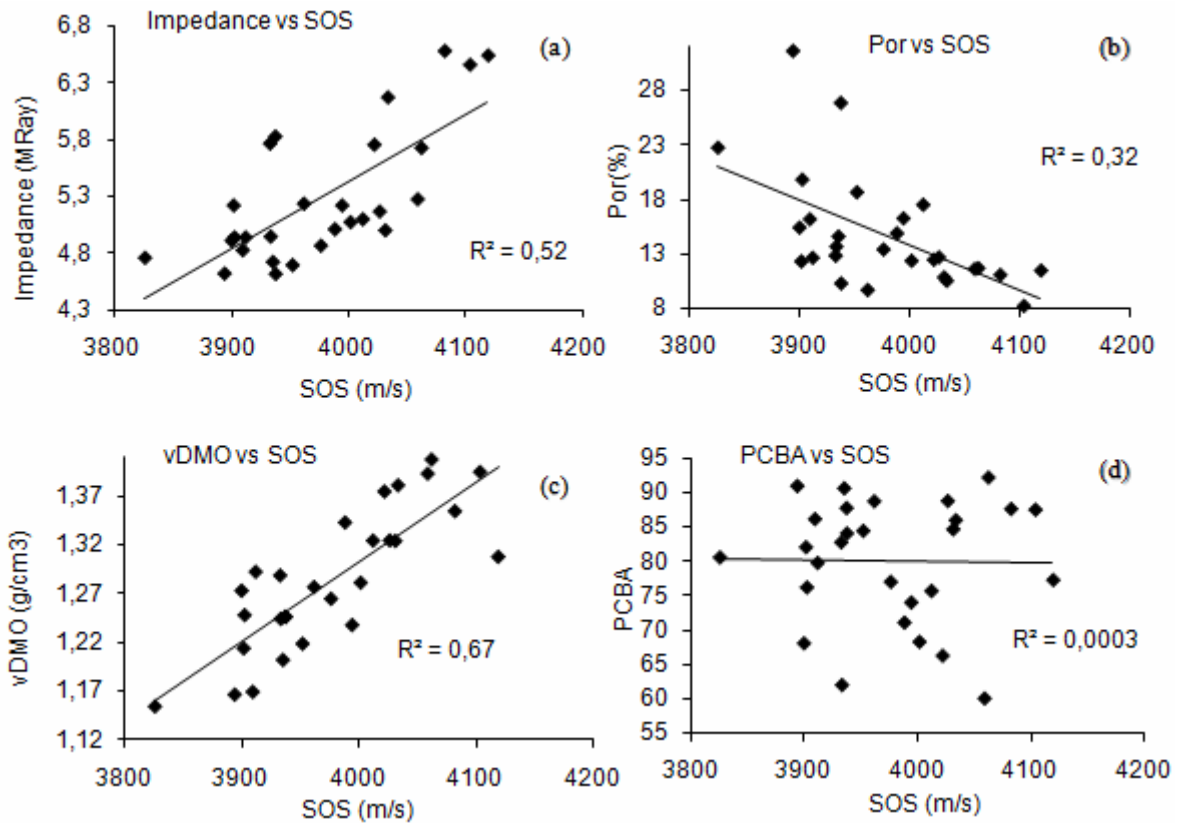 Impedance vs SOS
(a)
Impedance (MRay)
6,8
6,3
5,8
5,3
4,8
4,3
R² = 0,52
3800 3900 4000 4100 4200
SOS (m/s)
Por vs SOS
(b)
Por(%)
28
23
18
13
8
R² = 0,32
3800 3900 4000 4100 4200
SOS (m/s)
vDMO vs SOS
(c)
vDMO (g/cm3)
1,37
1,32
1,27
1,22
1,17
1,12
R² = 0,67
3800 3900 4000 4100 4200
SOS (m/s)
PCBA vs SOS
(d)
PCBA
95
90
85
80
75
70
65
60
55
R² = 0,0003
3800 3900 4000 4100 4200
SOS (m/s)